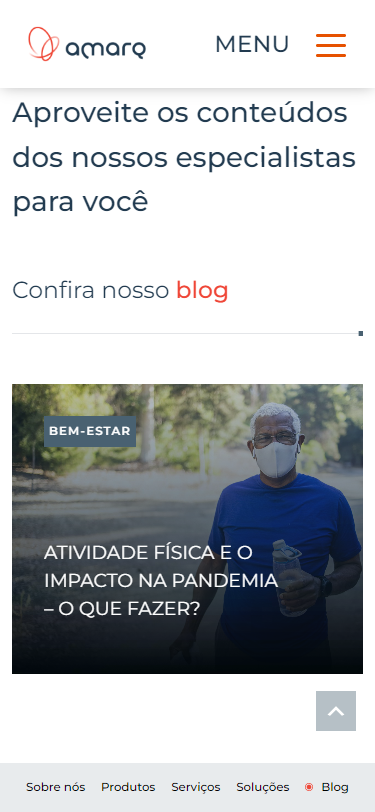 amarq
MENU
Aproveite os conteúdos
dos nossos especialistas
para você
Confira nosso blog
BEM-ESTAR
ATIVIDADE FÍSICA E O
IMPACTO NA PANDEMIA
– O QUE FAZER?
Sobre nós Produtos Serviços Soluções Blog